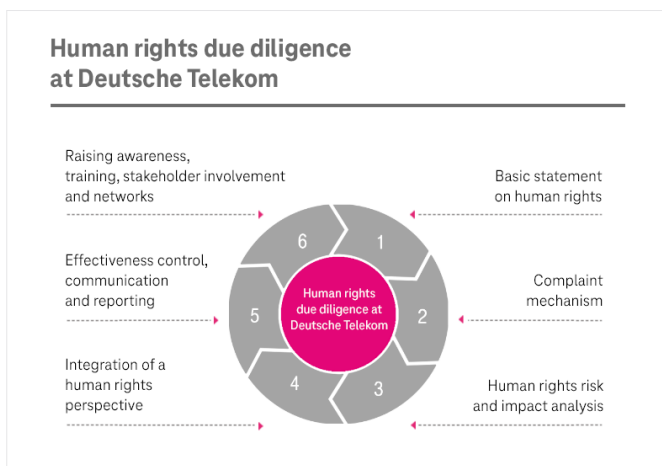 Human rights due diligence
at Deutsche Telekom
Raising awareness,
training, stakeholder involvement
and networks
Basic statement
on human rights
6
1
Effectiveness control,
communication
and reporting
Complaint
mechanism
5
Human rights
due diligence at
Deutsche Telekom
2
Integration of a
human rights
perspective
Human rights risk
and impact analysis
4
3